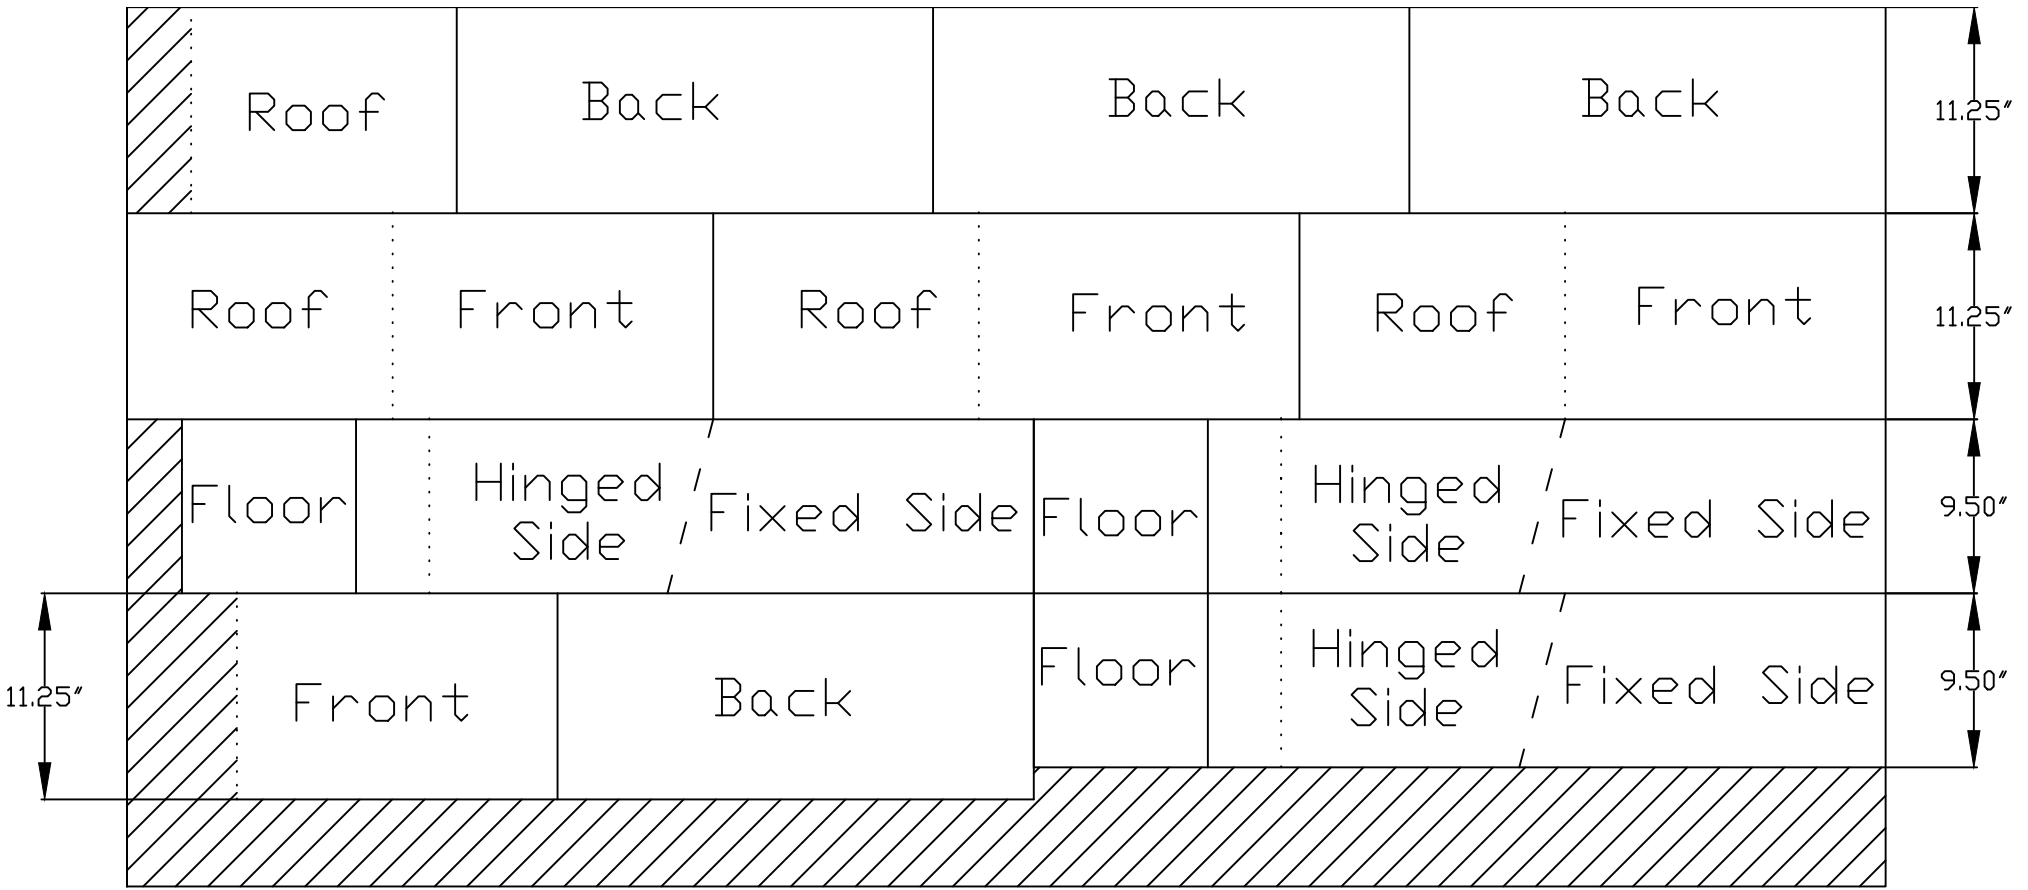 Roof Back Back Back
11.25"
Roof Front Roof Front Roof Front
11.25"
Floor Hinged
Side Fixed Side Floor Hinged
Side Fixed Side
9.50"
11.25" Front Back Floor Hinged
Side Fixed Side
9.50"